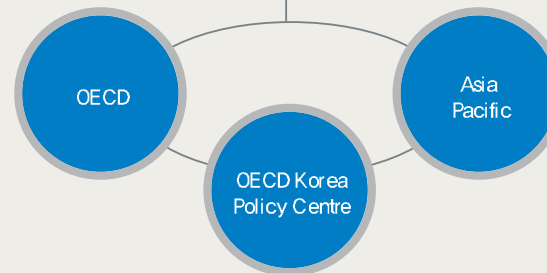 OECD
Asia
Pacific
OECD Korea
Policy Centre